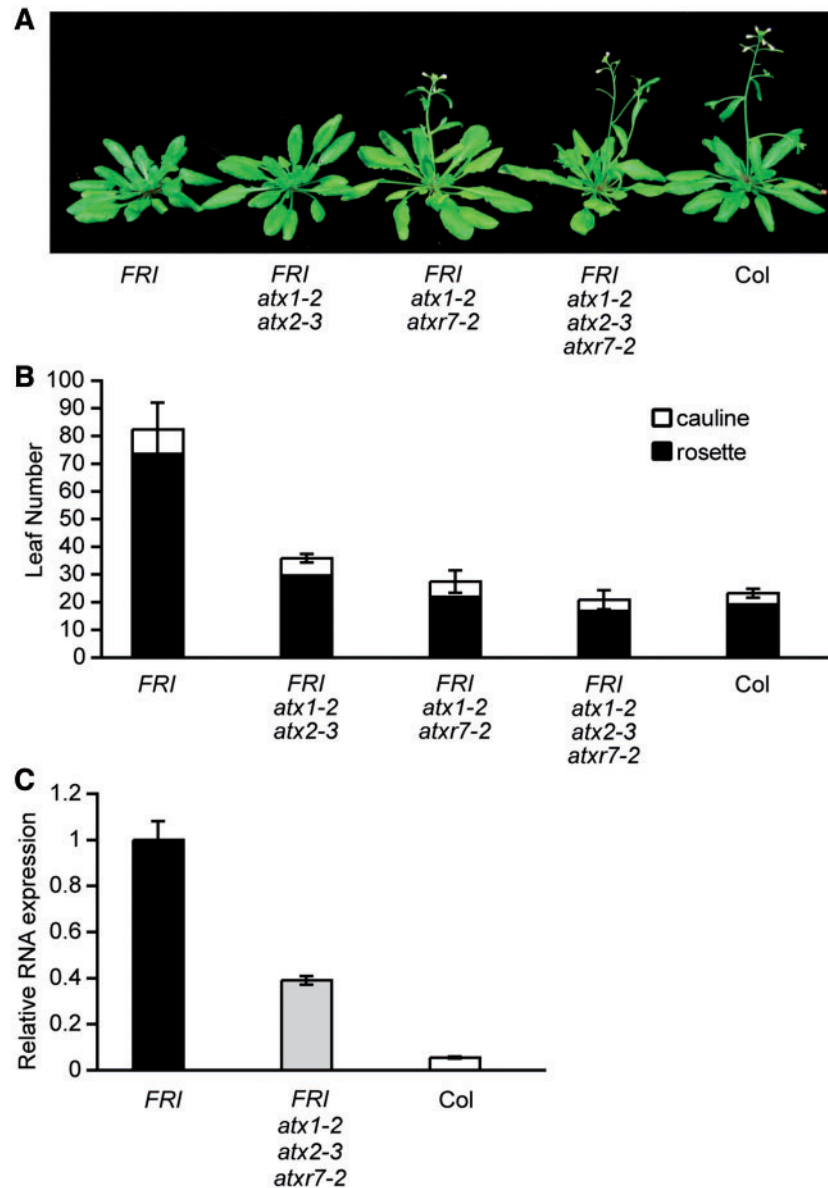 A
FRI
FRI
atx1-2
atx2-3
FRI
atx1-2
atxr7-2
FRI
atx1-2
atx2-3
atxr7-2
Col
B
Leaf Number
100
90
80
70
60
50
40
30
20
10
0
cauline
rosette
FRI
FRI
atx1-2
atx2-3
FRI
atx1-2
atxr7-2
FRI
atx1-2
atx2-3
atxr7-2
Col
C
Relative RNA expression
1.2
1
0.8
0.6
0.4
0.2
0
FRI
FRI
atx1-2
atx2-3
atxr7-2
Col